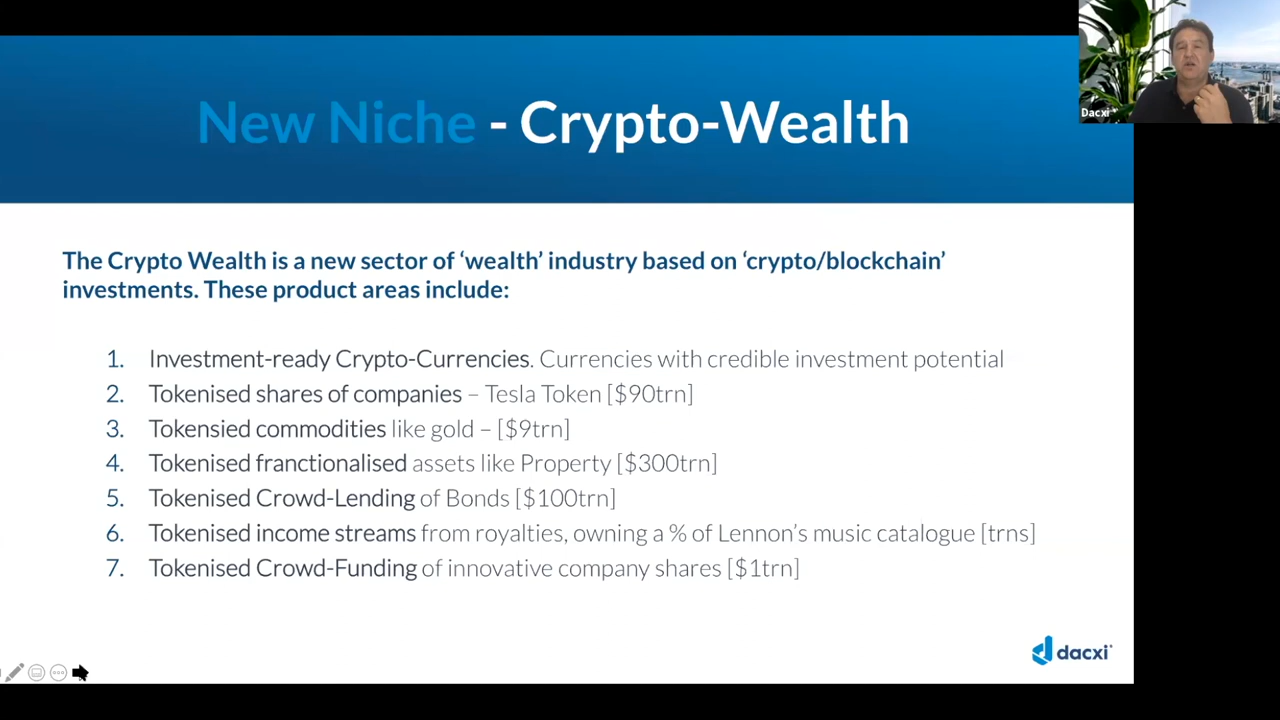 New Niche - Crypto-Wealth
Dacxi
The Crypto Wealth is a new sector of ‘wealth’ industry based on ‘crypto/blockchain’
investments. These product areas include:
1. Investment-ready Crypto-Currencies. Currencies with credible investment potential
2. Tokenised shares of companies – Tesla Token [$90trn]
3. Tokensied commodities like gold – [$9trn]
4. Tokenised franctionalised assets like Property [$300trn]
5. Tokenised Crowd-Lending of Bonds [$100trn]
6. Tokenised income streams from royalties, owning a % of Lennon’s music catalogue [trns]
7. Tokenised Crowd-Funding of innovative company shares [$1trn]
dacxi